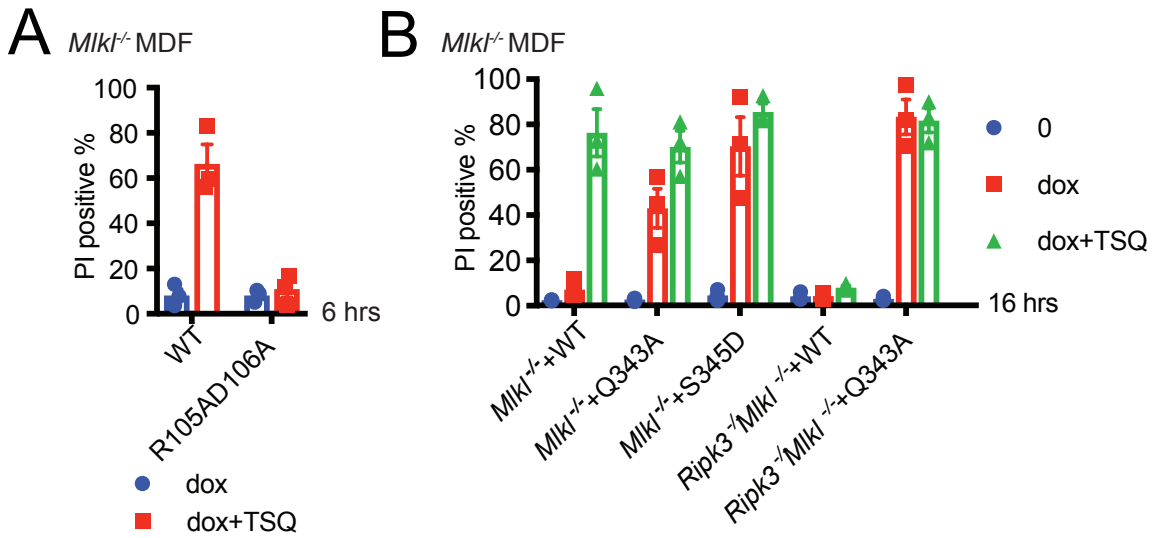 A
Mlkl-/- MDF
PI positive %
100
80
60
40
20
0
WT
R105AD106A
6 hrs
dox
dox+TSQ
B
Mlkl-/- MDF
PI positive %
100
80
60
40
20
0
Mlkl-/-+WT
Mlkl-/-+Q343A
Mlkl-/-+S345D
Ripk3-/-Mlkl-/-+WT
Ripk3-/-Mlkl-/-+Q343A
16 hrs
0
dox
dox+TSQ